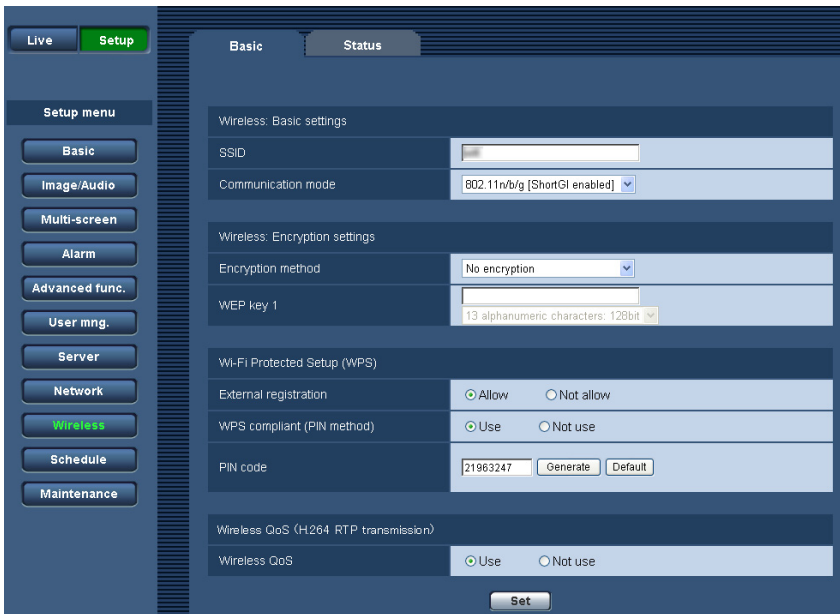 Live Setup
Setup menu
Basic
Image/Audio
Multi-screen
Alarm
Advanced func.
User mng.
Server
Network
Wireless
Schedule
Maintenance
Basic Status
Wireless: Basic settings
SSID
Communication mode 802.11n/b/g [ShortGI enabled]
Wireless: Encryption settings
Encryption method No encryption
WEP key 1
13 alphanumeric characters: 128bit
Wi-Fi Protected Setup (WPS)
External registration Allow Not allow
WPS compliant (PIN method) Use Not use
PIN code 21963247 Generate Default
Wireless QoS (H.264 RTP transmission)
Wireless QoS Use Not use
Set